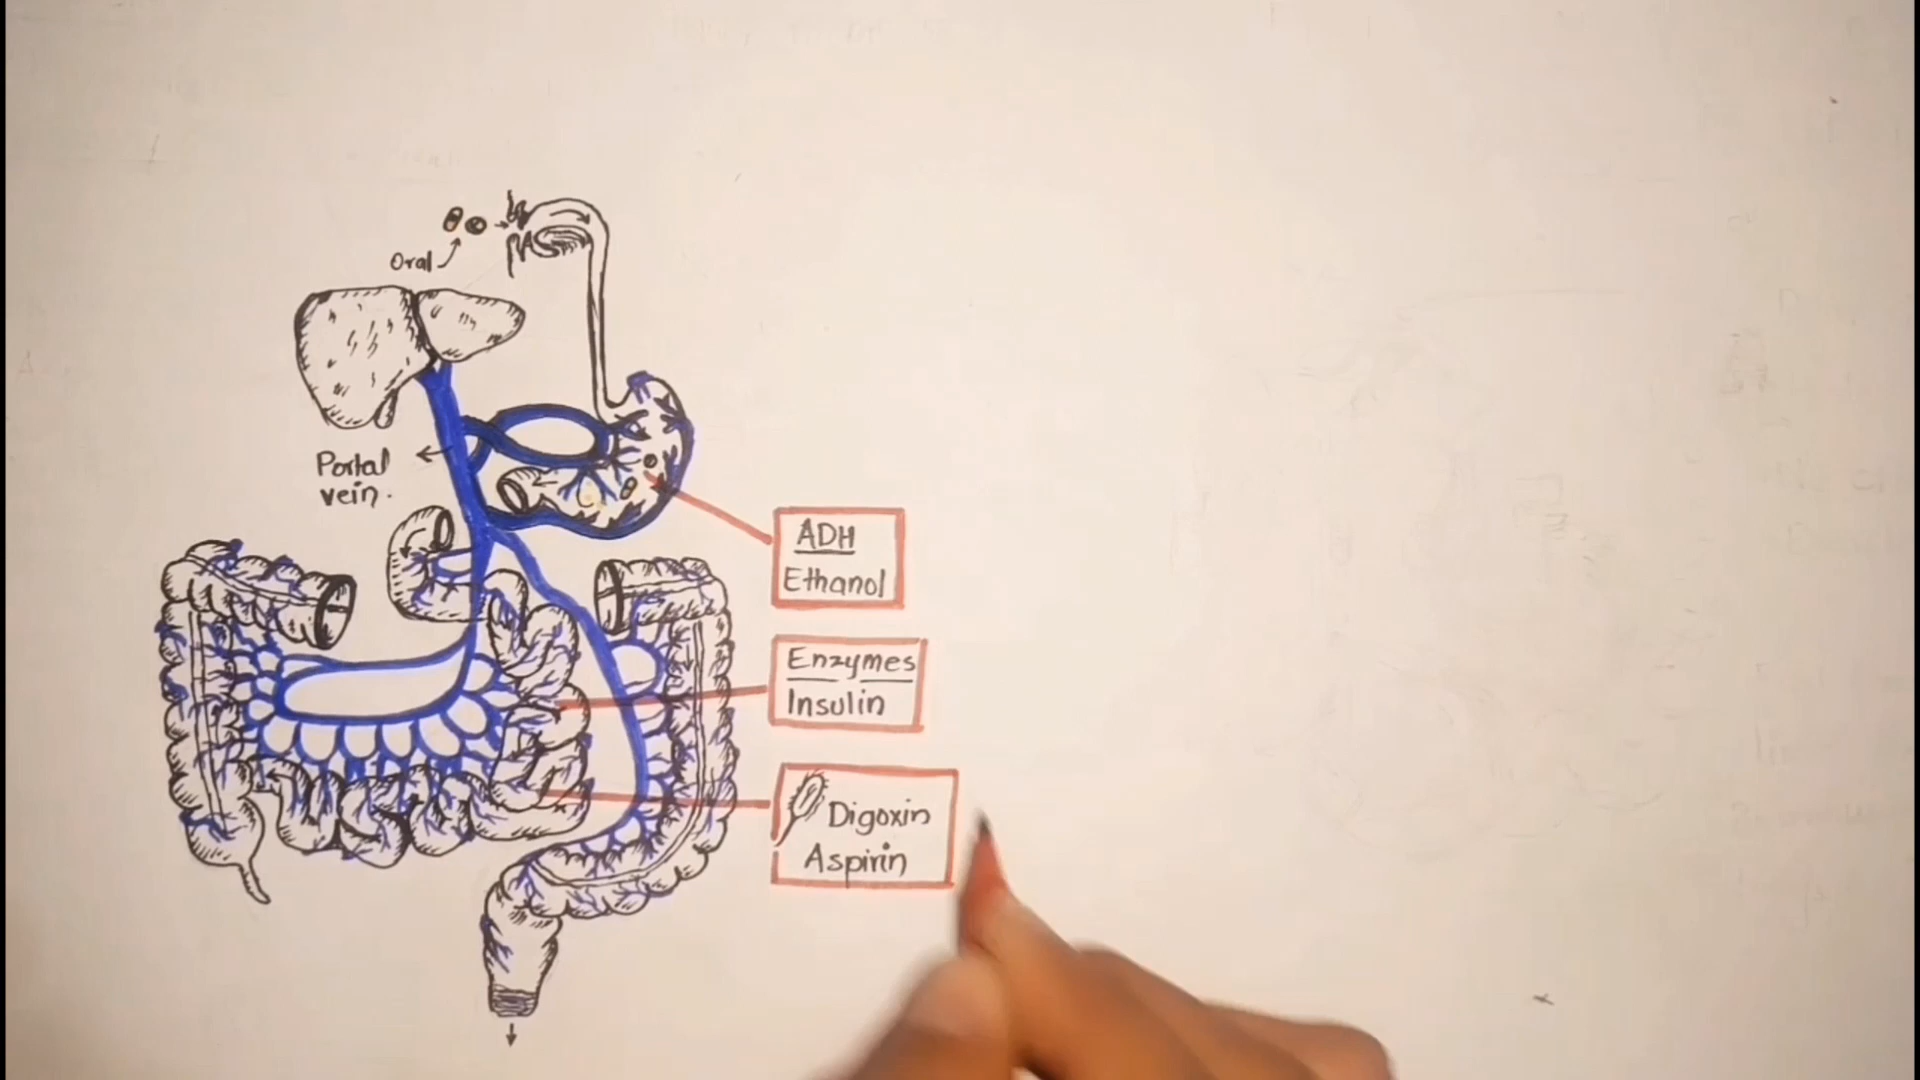 Oral
Portal
vein.
ADH
Ethanol
Enzymes
Insulin
Digoxin
Aspirin